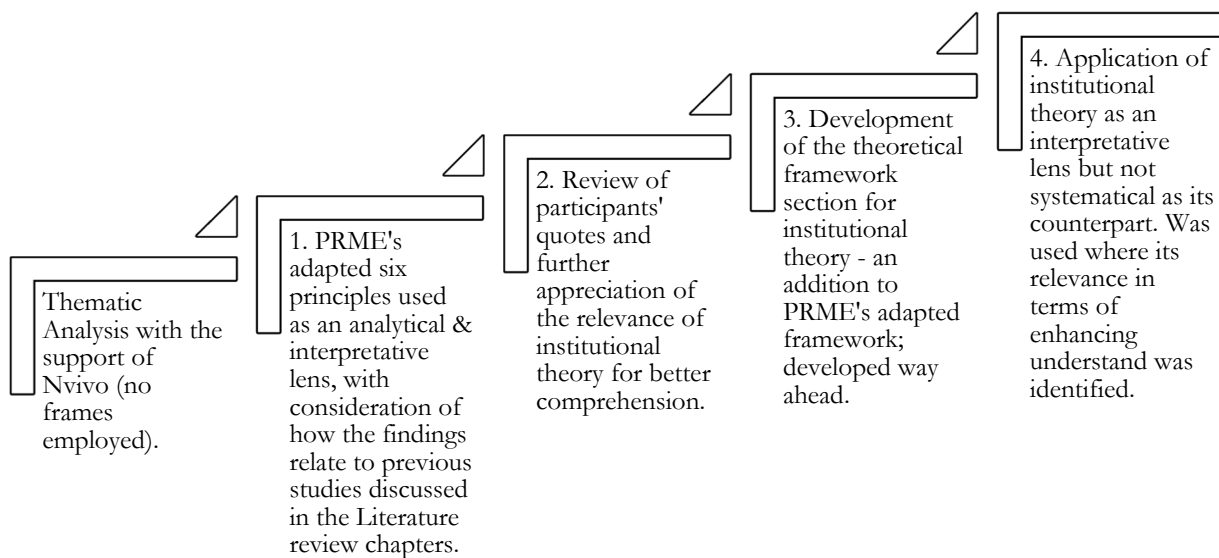 Thematic
Analysis with the
support of
Nvivo (no
frames
employed).
1. PRME's
adapted six
principles used
as an analytical &
interpretative
lens, with
consideration of
how the findings
relate to previous
studies discussed
in the Literature
review chapters.
2. Review of
participants'
quotes and
further
appreciation of
the relevance of
institutional
theory for better
comprehension.
3. Development
of the theoretical
framework
section for
institutional
theory - an
addition to
PRME's adapted
framework;
developed way
ahead.
4. Application of
institutional
theory as an
interpretative
lens but not
systematical as its
counterpart. Was
used where its
relevance in
terms of
enhancing
understand was
identified.